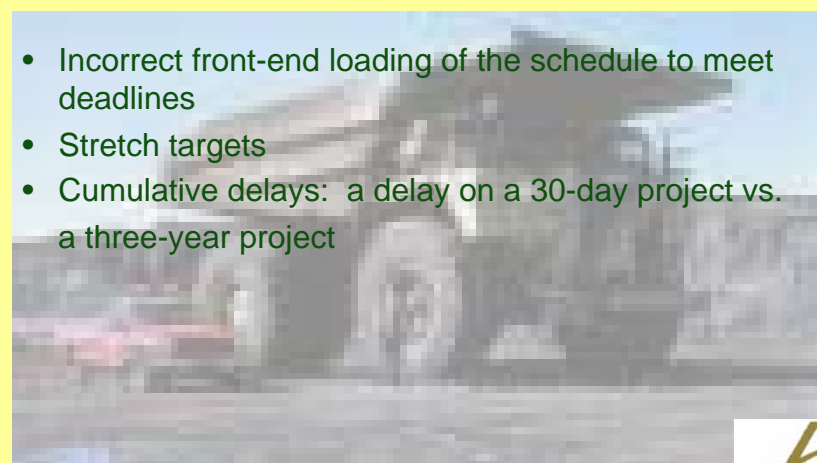 • Incorrect front-end loading of the schedule to meet
deadlines
• Stretch targets
• Cumulative delays: a delay on a 30-day project vs.
a three-year project